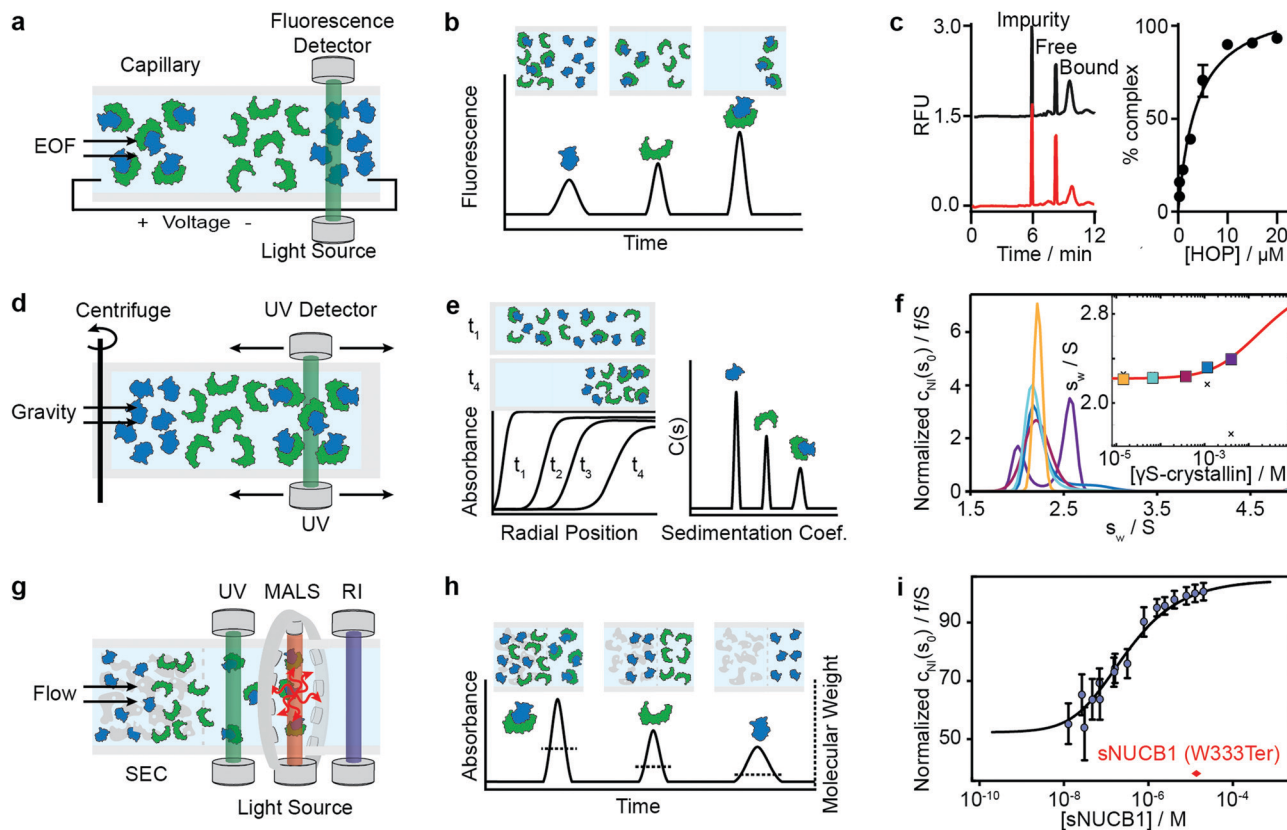 a
Fluorescence
Detector
Capillary
EOF
+ Voltage -
Light Source
b
Fluorescence
Time
c
Impurity
Free
Bound
3.0
1.5
0.0
RFU
0 6 12
Time / min
100
50
0
% complex
0 10 20
[HOP] / µM
d
Centrifuge
UV Detector
Gravity
UV
e
t1
t4
Absorbance
t1 t2 t3 t4
Radial Position
C(s)
Sedimentation Coef.
f
Normalized cNI(s0) / f/S
6
4
2
0
1.5 2.5 3.5 4.5
sw / S
2.8
2.0
sw / S
10-5 10-3
[γS-crystallin] / M
g
UV MALS RI
Flow
SEC
Light Source
h
Absorbance
Molecular Weight
Time
i
Normalized cNI(s0) / f/S
90
70
50
sNUCB1 (W333Ter)
10-10 10-8 10-6 10-4
[sNUCB1] / M